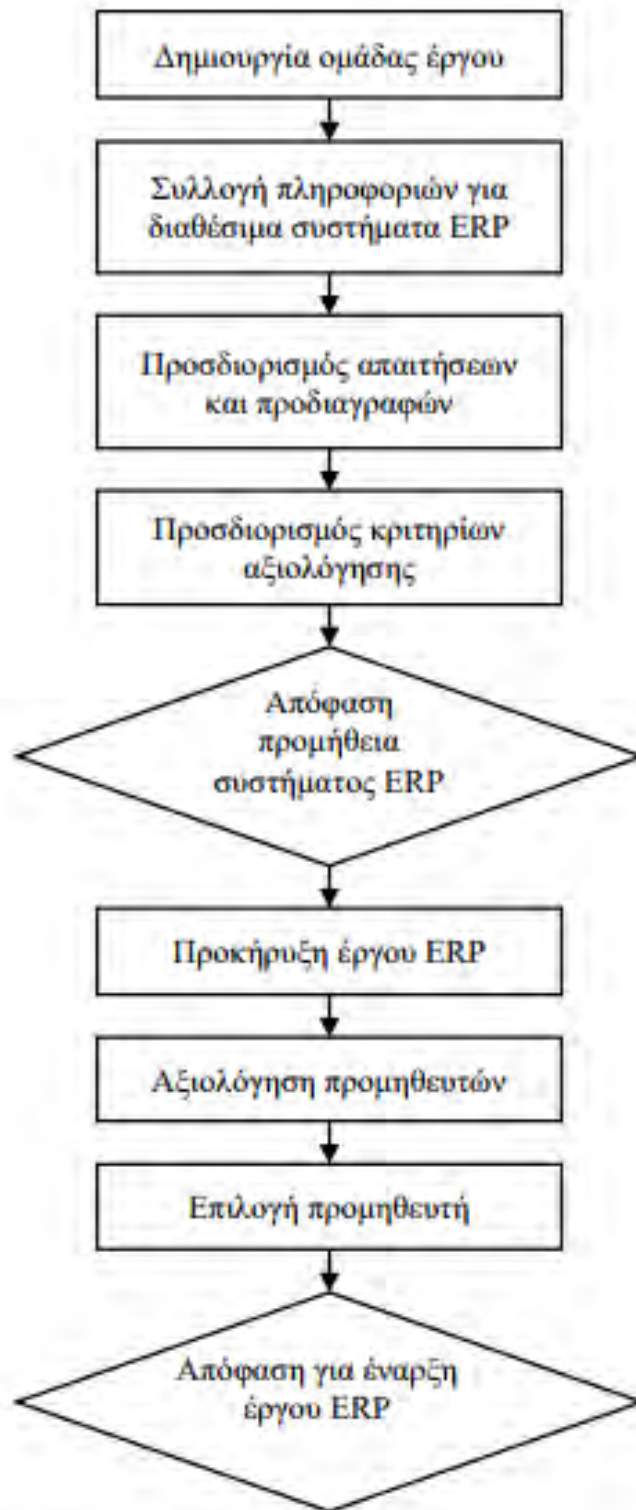 Δημιουργία ομάδας έργου
Συλλογή πληροφοριών για
διαθέσιμα συστήματα ERP
Προσδιορισμός απαιτήσεων
και προδιαγραφών
Προσδιορισμός κριτηρίων
αξιολόγησης
Απόφαση
προμήθεια
συστήματος ERP
Προκήρυξη έργου ERP
Αξιολόγηση προμηθευτών
Επιλογή προμηθευτή
Απόφαση για έναρξη
έργου ERP